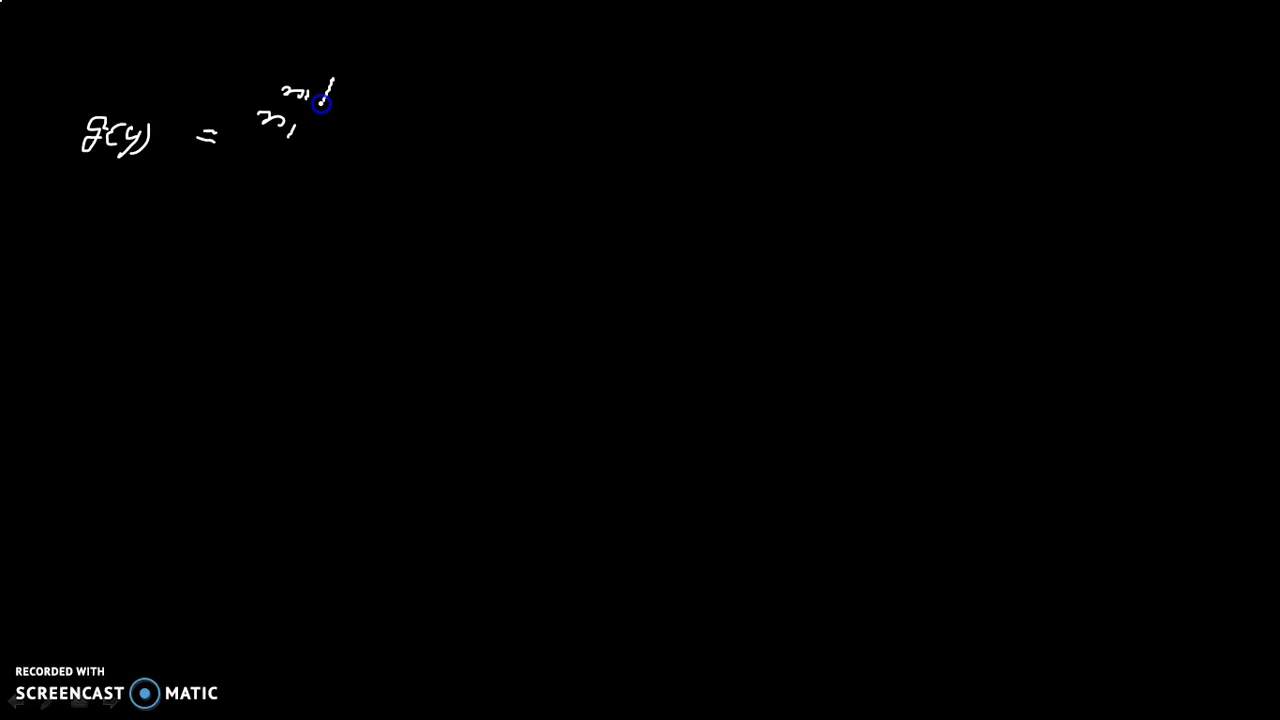 g(y) =
RECORDED WITH
SCREENCAST MATIC